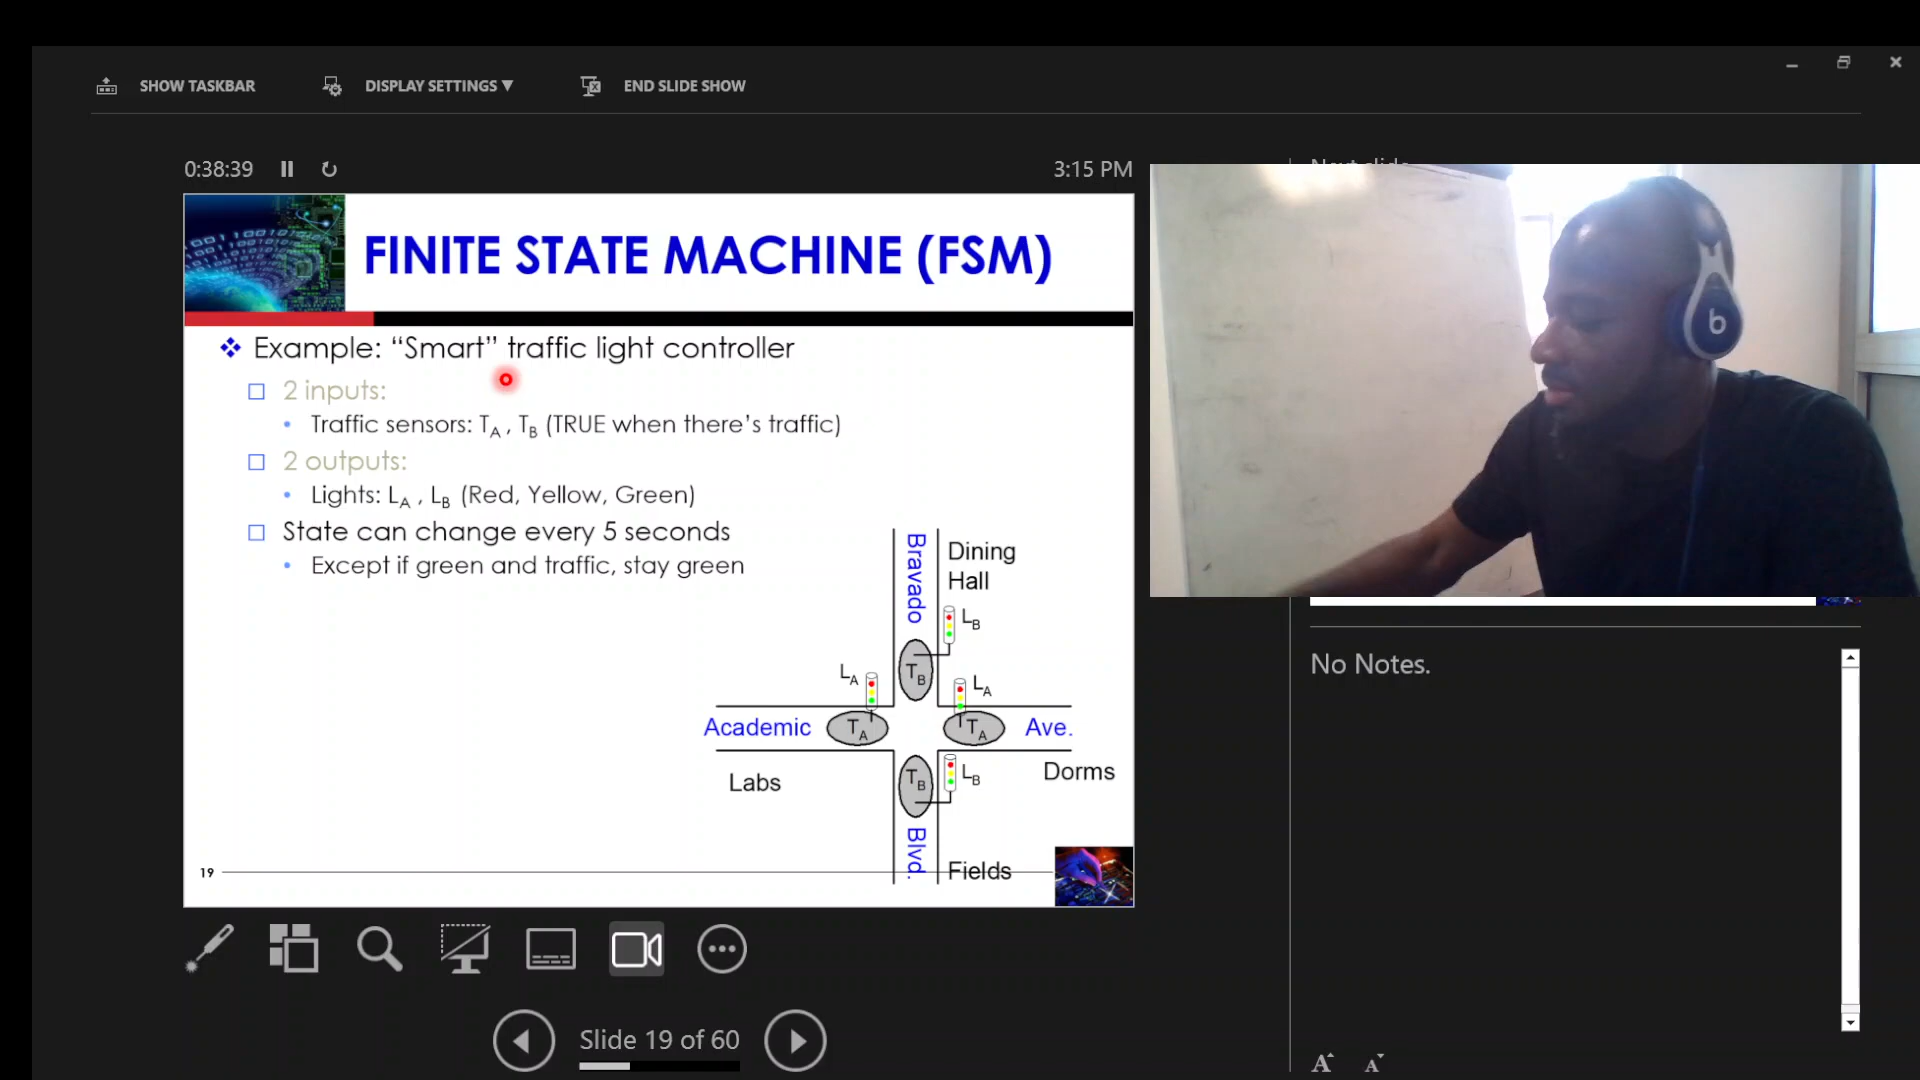 SHOW TASKBAR
DISPLAY SETTINGS ▼
END SLIDE SHOW
0:38:39
3:15 PM
Next slide
FINITE STATE MACHINE (FSM)
Example: “Smart” traffic light controller
2 inputs:
• Traffic sensors: TA , TB (TRUE when there’s traffic)
2 outputs:
• Lights: LA , LB (Red, Yellow, Green)
State can change every 5 seconds
• Except if green and traffic, stay green
Bravado
Dining
Hall
LB
TB
LA
LA
Academic
TA
TA
Ave.
TB
LB
Labs
Dorms
Blvd.
Fields
19
b
No Notes.
Slide 19 of 60
A
A